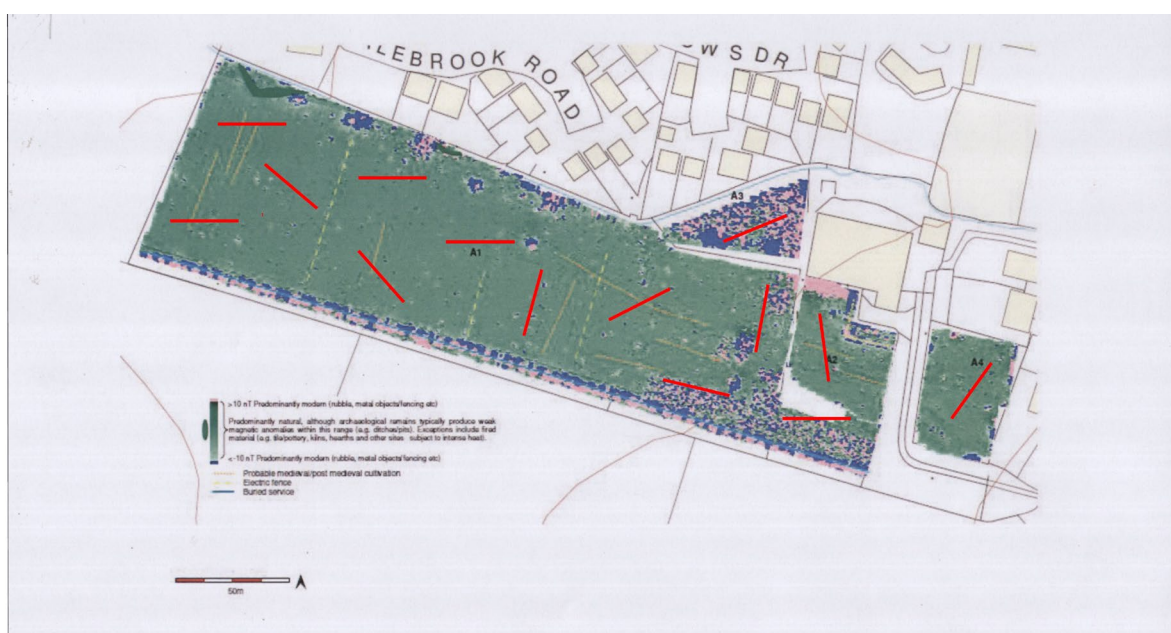 LEBROOK ROAD
OWS DR
A3
A1
A2
A4
>10 nT Predominantly modern (rubble, metal objects/fencing etc)
Predominantly natural, although archaeological remains typically produce weak
magnetic anomalies within this range (e.g. ditches/pits). Exceptions include fired
material (e.g. tile/pottery, kilns, hearths and other sites subject to intense heat).
<-10 nT Predominantly modern (rubble, metal objects/fencing etc)
Probable medieval/post medieval cultivation
Electric fence
Buried service
50m